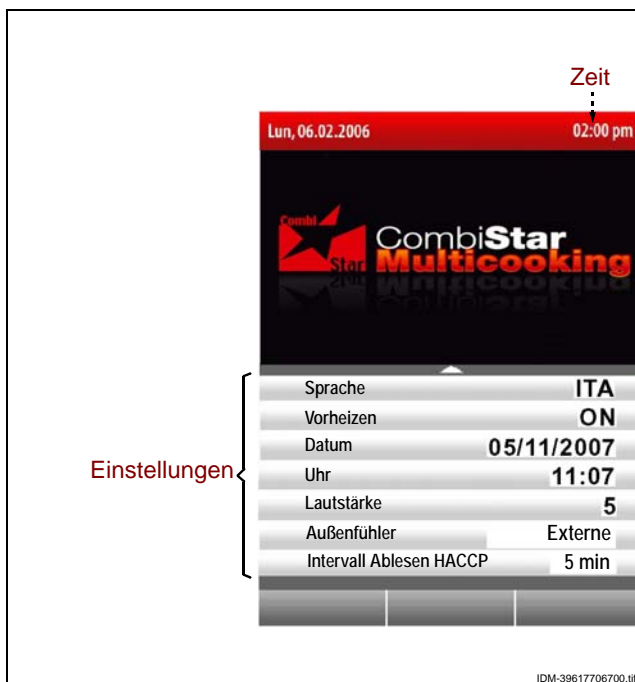 Zeit
Lun, 06.02.2006 02:00 pm
Combi
Star
CombiStar
Multicooking
Sprache ITA
Vorheizen ON
Datum 05/11/2007
Uhr 11:07
Lautstärke 5
Außenfühler Externe
Intervall Ablesen HACCP 5 min
Einstellungen
IDM-39617706700.tif